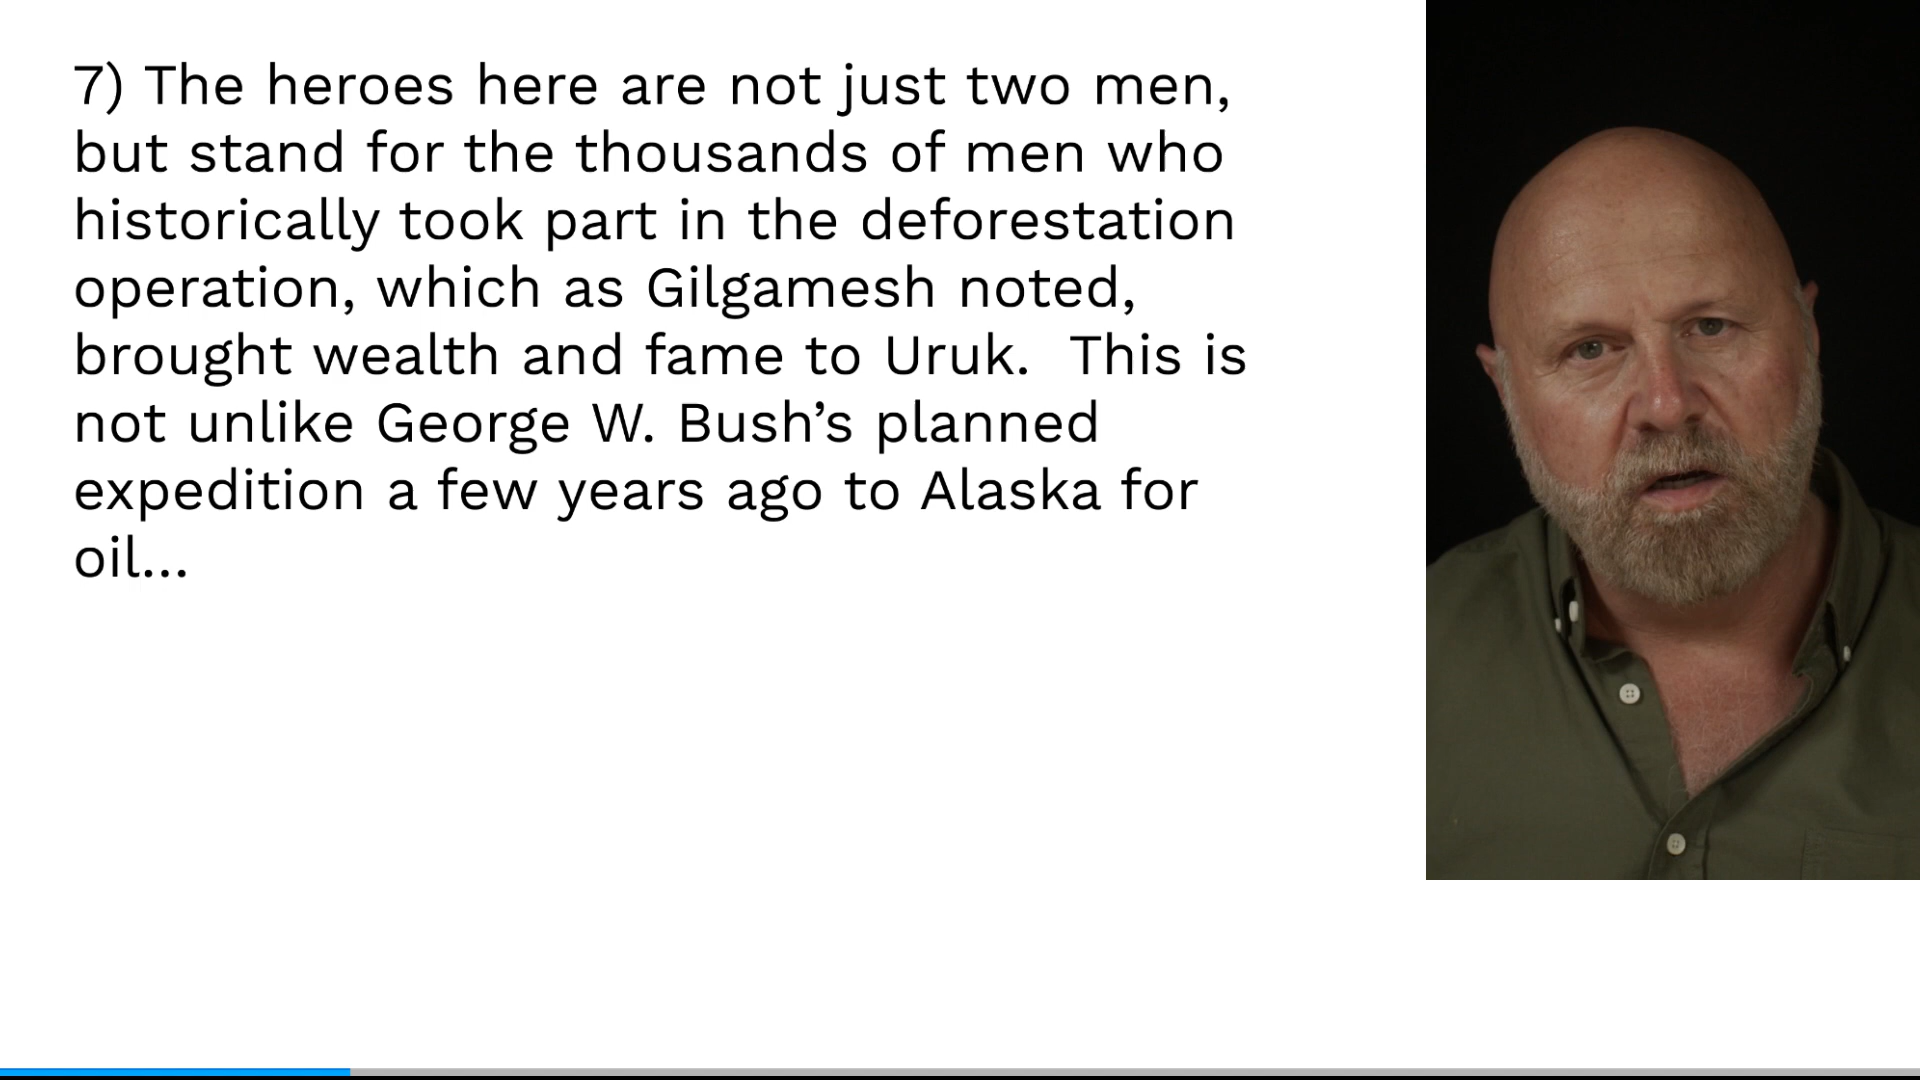 7) The heroes here are not just two men,
but stand for the thousands of men who
historically took part in the deforestation
operation, which as Gilgamesh noted,
brought wealth and fame to Uruk.  This is
not unlike George W. Bush’s planned
expedition a few years ago to Alaska for
oil...